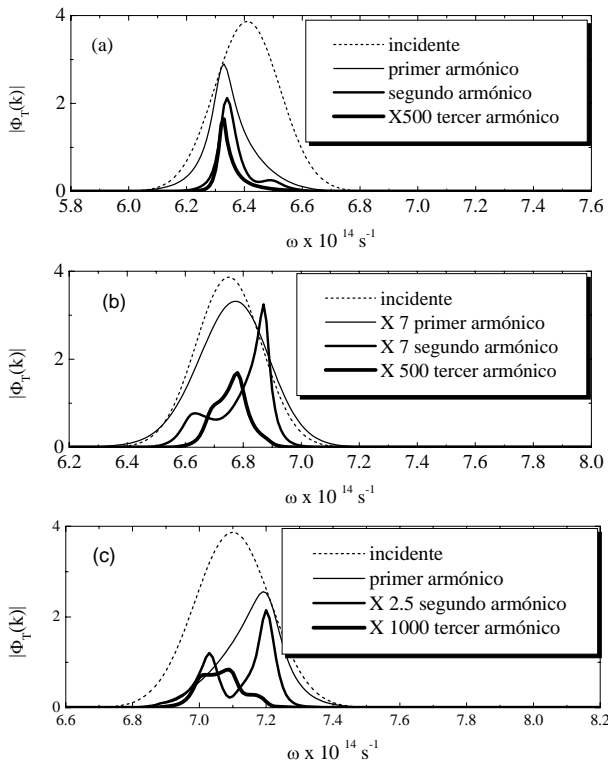 (a)
incidente
primer armónico
segundo armónico
X500 tercer armónico
|Φ_T(k)|
4
2
0
5.8 6.0 6.2 6.4 6.6 6.8 7.0 7.2 7.4 7.6
ω x 10 ¹⁴ s⁻¹
(b)
incidente
X 7 primer armónico
X 7 segundo armónico
X 500 tercer armónico
|Φ_T(k)|
4
2
0
6.2 6.4 6.6 6.8 7.0 7.2 7.4 7.6 7.8 8.0
ω x 10 ¹⁴ s⁻¹
(c)
incidente
primer armónico
X 2.5 segundo armónico
X 1000 tercer armónico
|Φ_T(k)|
4
2
0
6.6 6.8 7.0 7.2 7.4 7.6 7.8 8.0 8.2
ω x 10 ¹⁴ s⁻¹